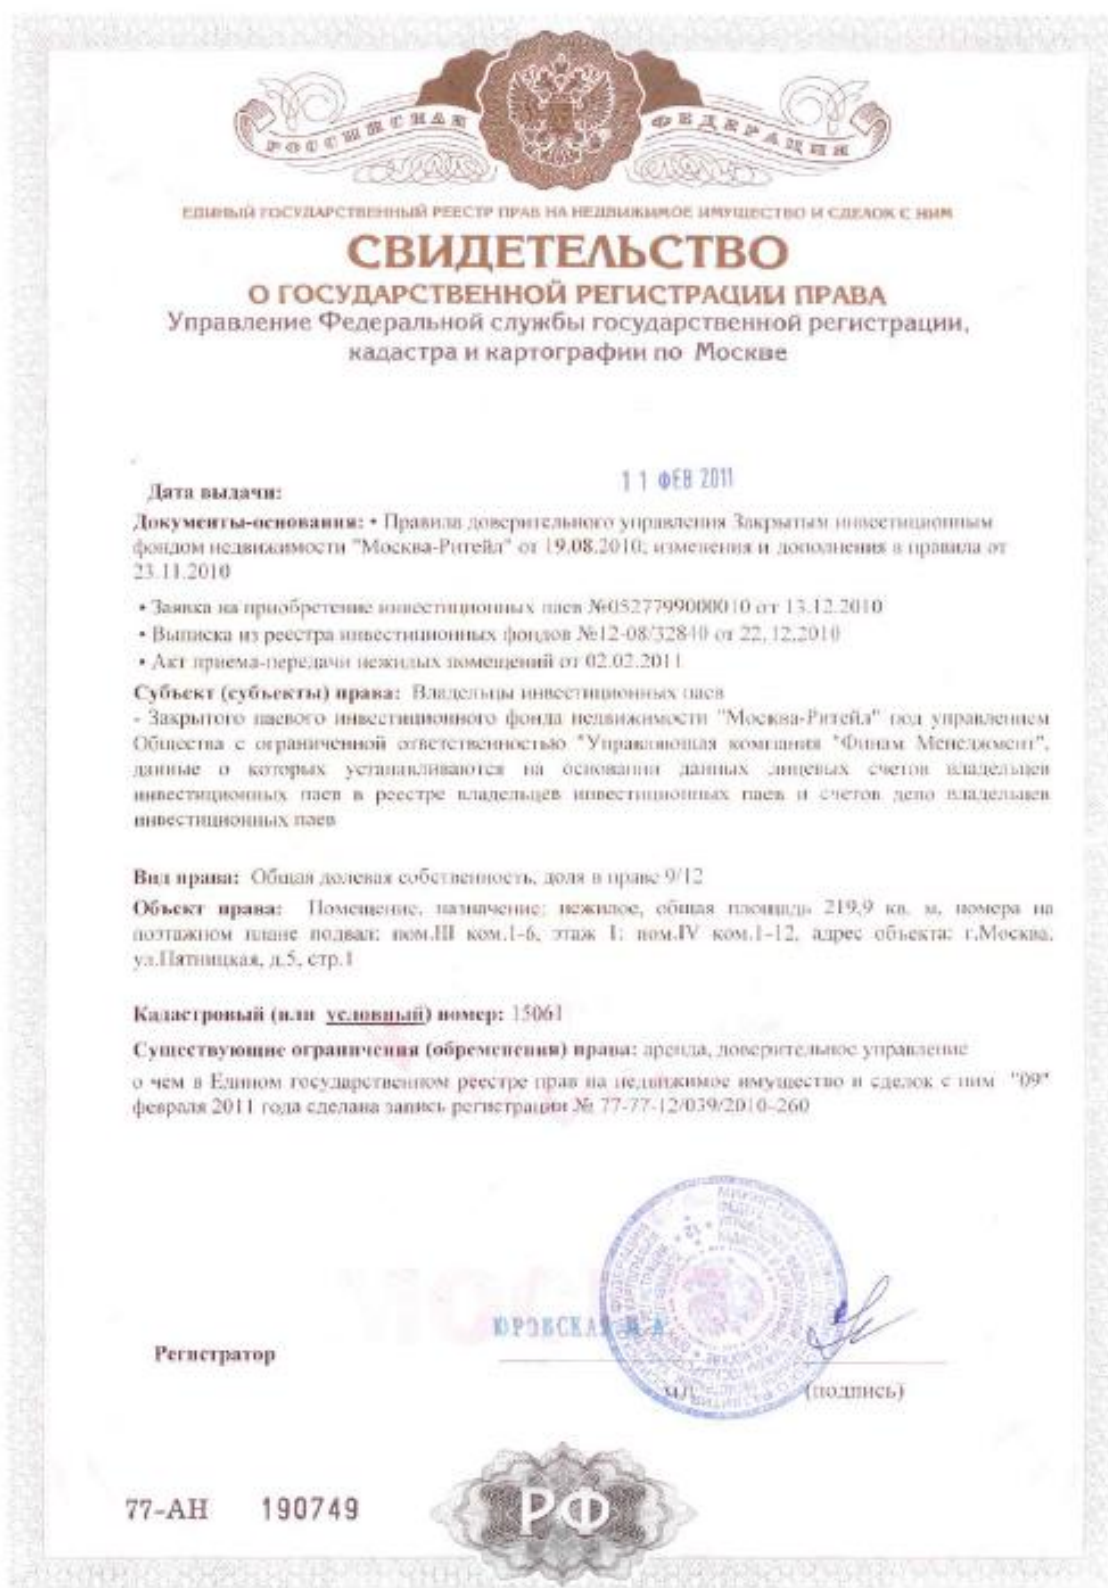 РОССИЙСКАЯ ФЕДЕРАЦИЯ
ЕДИНЫЙ ГОСУДАРСТВЕННЫЙ РЕЕСТР ПРАВ НА НЕДВИЖИМОЕ ИМУЩЕСТВО И СДЕЛОК С НИМ
СВИДЕТЕЛЬСТВО
О ГОСУДАРСТВЕННОЙ РЕГИСТРАЦИИ ПРАВА
Управление Федеральной службы государственной регистрации,
кадастра и картографии по Москве
Дата выдачи: 11 ФЕВ 2011
Документы-основания: • Правила доверительного управления Закрытым инвестиционным
фондом недвижимости "Москва-Ритейл" от 19.08.2010; изменения и дополнения в правила от
23.11.2010
• Заявка на приобретение инвестиционных паев №0527799000010 от 13.12.2010
• Выписка из реестра инвестиционных фондов №12-08/32840 от 22.12.2010
• Акт приема-передачи нежилых помещений от 02.02.2011
Субъект (субъекты) права: Владельцы инвестиционных паев
- Закрытого паевого инвестиционного фонда недвижимости "Москва-Ритейл" под управлением
Общества с ограниченной ответственностью "Управляющая компания "Финам Менеджмент",
данные о которых устанавливаются на основании данных лицевых счетов владельцев
инвестиционных паев в реестре владельцев инвестиционных паев и счетов депо владельцев
инвестиционных паев
Вид права: Общая долевая собственность, доля в праве 9/12
Объект права: Помещение, назначение: нежилое, общая площадь 219,9 кв. м, номера на
поэтажном плане подвал: пом.III ком.1-6, этаж 1: пом.IV ком.1-12, адрес объекта: г.Москва,
ул.Пятницкая, д.5, стр.1
Кадастровый (или условный) номер: 15061
Существующие ограничения (обременения) права: аренда, доверительное управление
о чем в Едином государственном реестре прав на недвижимое имущество и сделок с ним "09"
февраля 2011 года сделана запись регистрации № 77-77-12/039/2010-260
ЮРОВСКАЯ
Регистратор
м.п. (подпись)
77-АН 190749
РФ